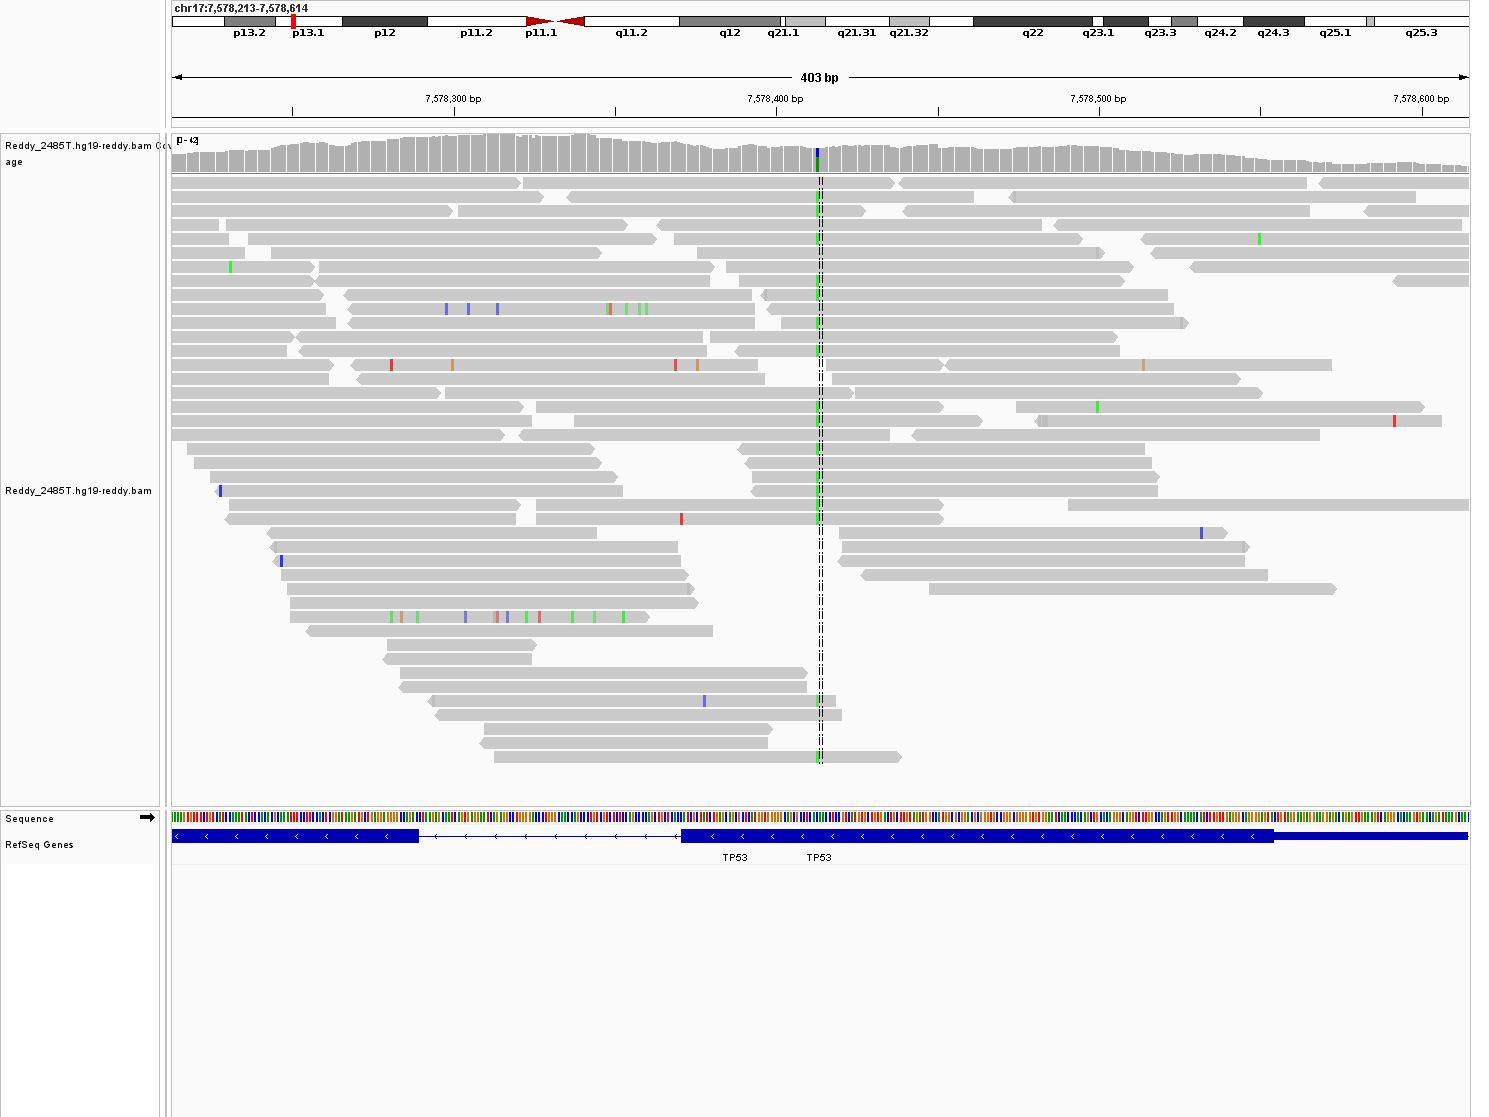 chr17:7,578,213-7,578,614
p13.2 p13.1 p12 p11.2 p11.1 q11.2 q12 q21.1 q21.31 q21.32 q22 q23.1 q23.3 q24.2 q24.3 q25.1 q25.3
403 bp
7,578,300 bp 7,578,400 bp 7,578,500 bp 7,578,600 bp
[0 - 42]
Reddy_2485T.hg19-reddy.bam Cov
age
Reddy_2485T.hg19-reddy.bam
Sequence
RefSeq Genes
TP53 TP53